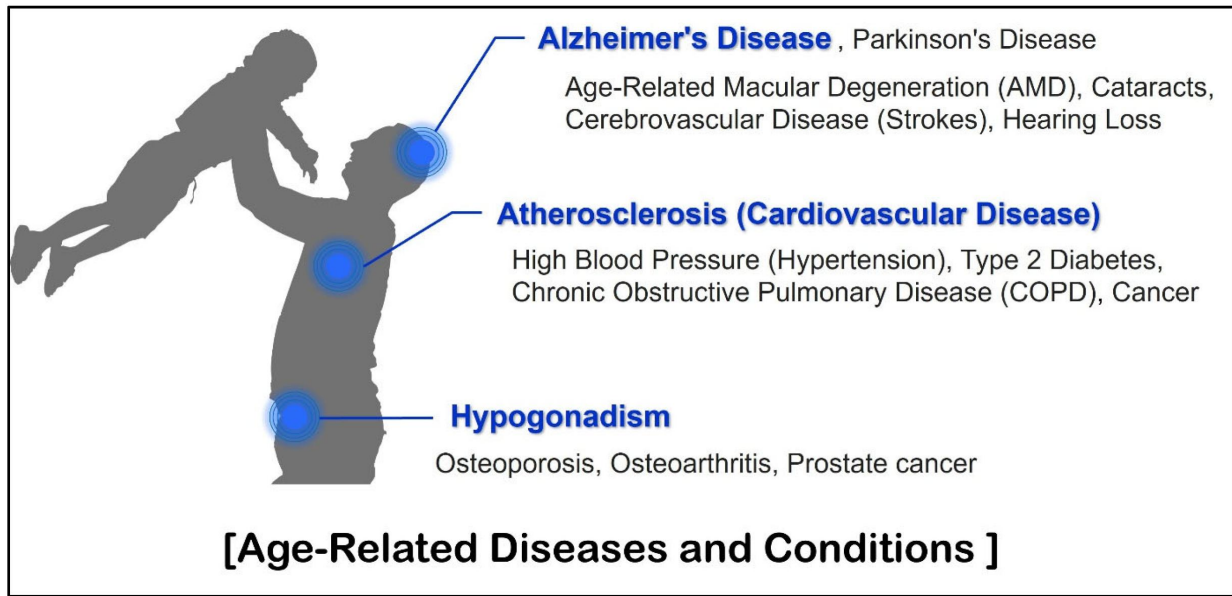 Alzheimer's Disease , Parkinson's Disease
Age-Related Macular Degeneration (AMD), Cataracts,
Cerebrovascular Disease (Strokes), Hearing Loss
Atherosclerosis (Cardiovascular Disease)
High Blood Pressure (Hypertension), Type 2 Diabetes,
Chronic Obstructive Pulmonary Disease (COPD), Cancer
Hypogonadism
Osteoporosis, Osteoarthritis, Prostate cancer
[Age-Related Diseases and Conditions ]